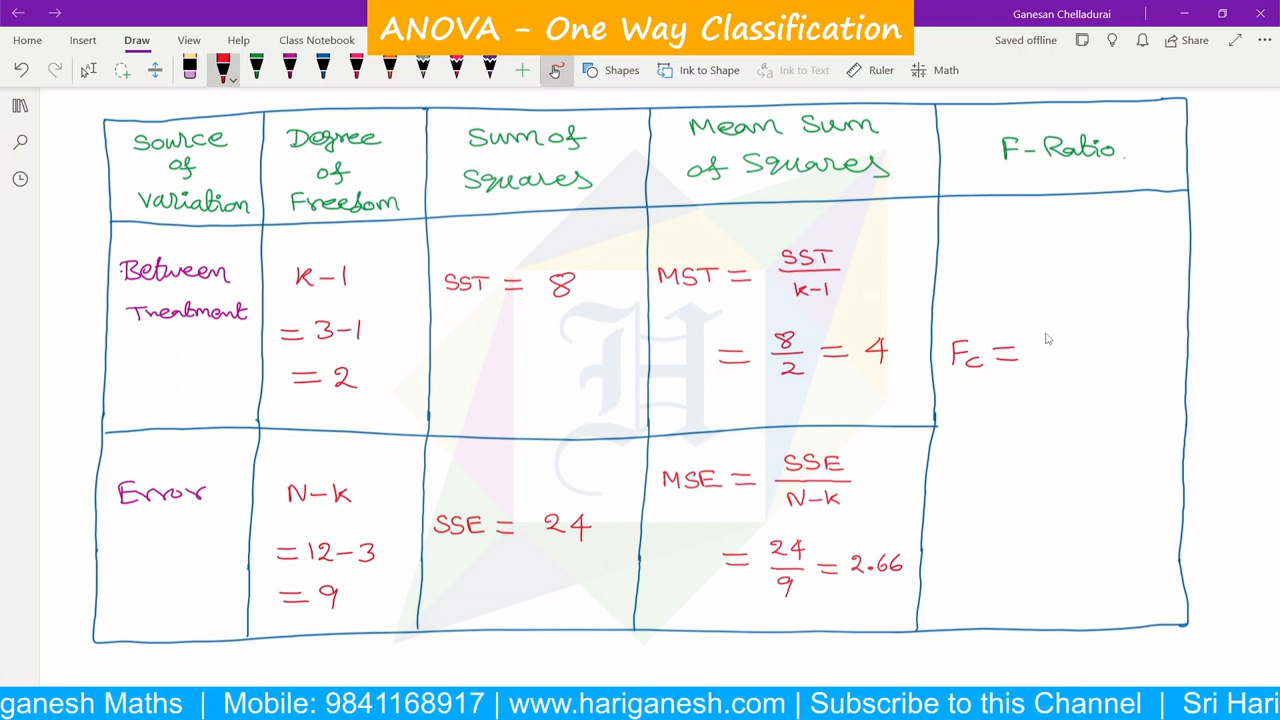 ANOVA - One Way Classification
Ganesan Chelladurai
Home Insert Draw View Help Class Notebook
Saved offline
Share
Shapes
Ink to Shape
Ink to Text
Ruler
Math
Source of Variation
Degree of Freedom
Sum of Squares
Mean Sum of Squares
F-Ratio.
Between Treatment
K-1
= 3-1
= 2
SST = 8
MST = SST / K-1
= 8 / 2 = 4
Fc =
Error
N-K
= 12-3
= 9
SSE = 24
MSE = SSE / N-K
= 24 / 9 = 2.66
ganesh Maths | Mobile: 9841168917 | www.hariganesh.com | Subscribe to this Channel | Sri Hari